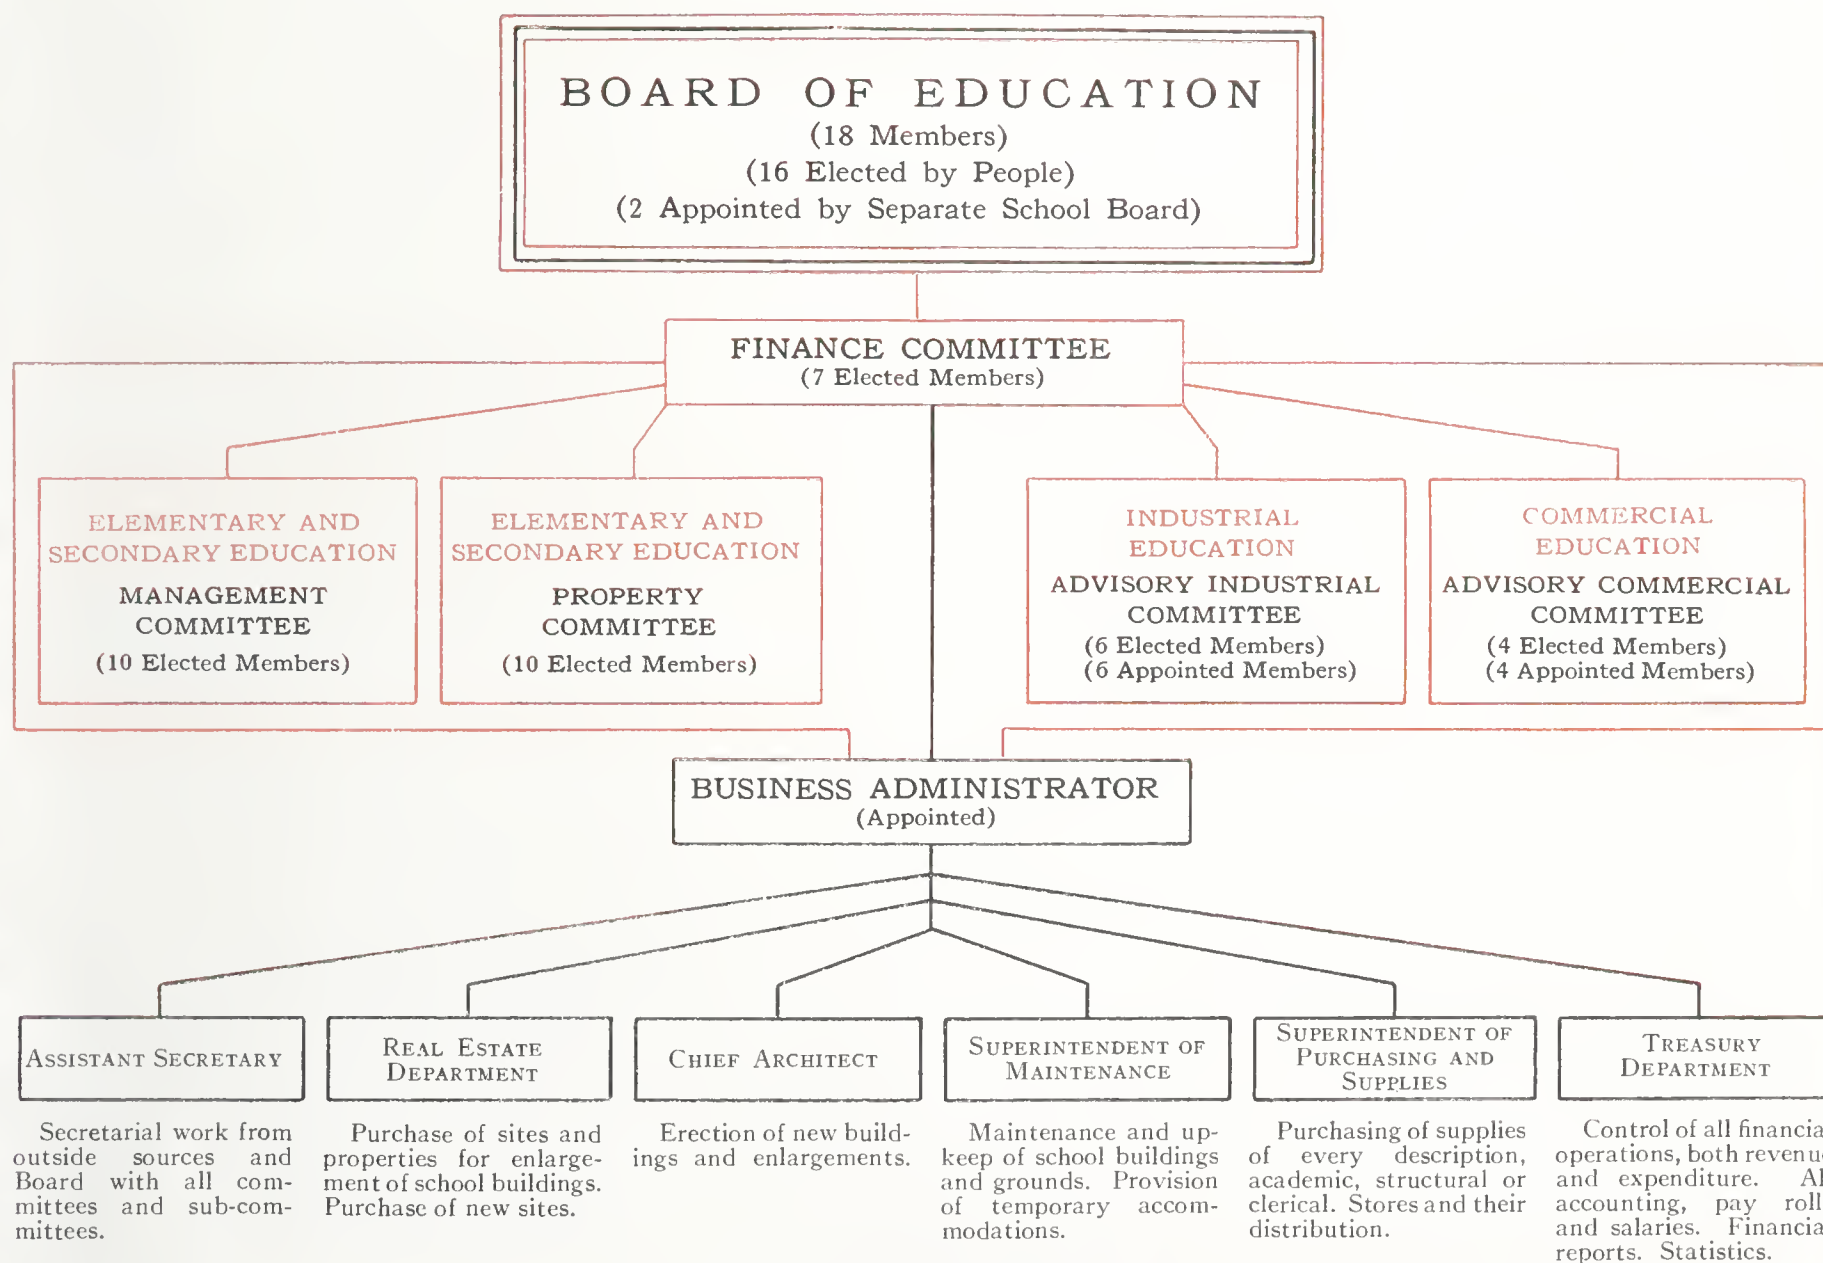 BOARD OF EDUCATION
(18 Members)
(16 Elected by People)
(2 Appointed by Separate School Board)
FINANCE COMMITTEE
(7 Elected Members)
ELEMENTARY AND
SECONDARY EDUCATION
MANAGEMENT
COMMITTEE
(10 Elected Members)
ELEMENTARY AND
SECONDARY EDUCATION
PROPERTY
COMMITTEE
(10 Elected Members)
INDUSTRIAL
EDUCATION
ADVISORY INDUSTRIAL
COMMITTEE
(6 Elected Members)
(6 Appointed Members)
COMMERCIAL
EDUCATION
ADVISORY COMMERCIAL
COMMITTEE
(4 Elected Members)
(4 Appointed Members)
BUSINESS ADMINISTRATOR
(Appointed)
ASSISTANT SECRETARY
Secretarial work from
outside sources and
Board with all com-
mittees and sub-com-
mittees.
REAL ESTATE
DEPARTMENT
Purchase of sites and
properties for enlarge-
ment of school buildings.
Purchase of new sites.
CHIEF ARCHITECT
Erection of new build-
ings and enlargements.
SUPERINTENDENT OF
MAINTENANCE
Maintenance and up-
keep of school buildings
and grounds. Provision
of temporary accom-
modations.
SUPERINTENDENT OF
PURCHASING AND
SUPPLIES
Purchasing of supplies
of every description,
academic, structural or
clerical. Stores and their
distribution.
TREASURY
DEPARTMENT
Control of all financia
operations, both revenu
and expenditure. Al
accounting, pay roll
and salaries. Financia
reports. Statistics.